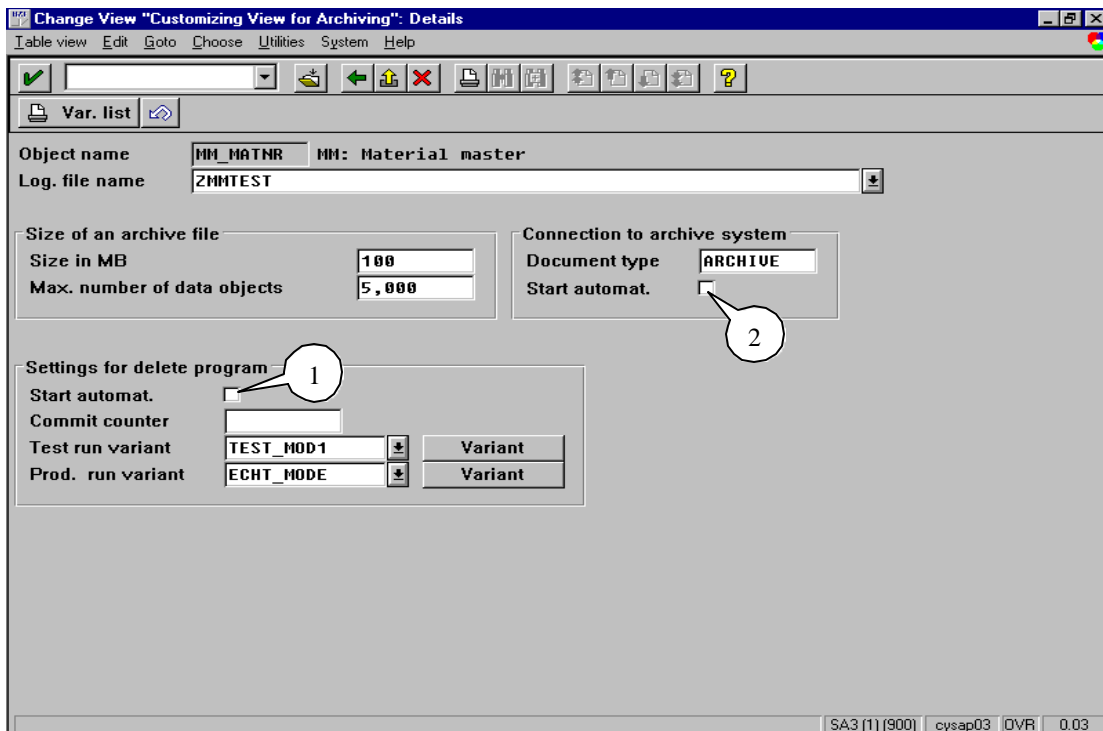 Change View "Customizing View for Archiving": Details
Table view Edit Goto Choose Utilities System Help
Var. list
Object name MM_MATNR MM: Material master
Log. file name ZMMTEST
Size of an archive file
Size in MB 100
Max. number of data objects 5,000
Connection to archive system
Document type ARCHIVE
Start automat.
2
Settings for delete program
1
Start automat.
Commit counter
Test run variant TEST_MOD1 Variant
Prod. run variant ECHT_MODE Variant
SA3 (1) (900) cysap03 OVR 0.03